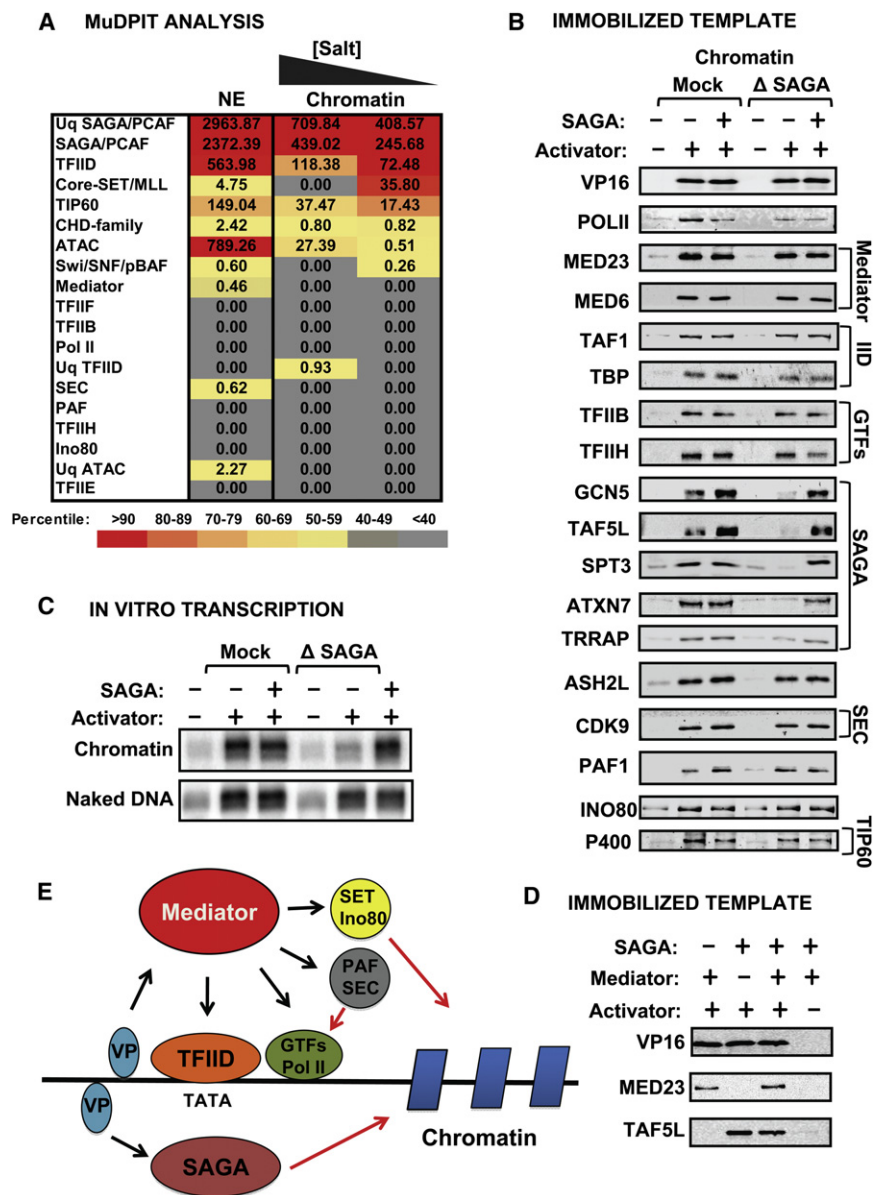 A MuDPIT ANALYSIS
[Salt]
NE Chromatin
Uq SAGA/PCAF 2963.87 709.84 408.57
SAGA/PCAF 2372.39 439.02 245.68
TFIID 563.98 118.38 72.48
Core-SET/MLL 4.75 0.00 35.80
TIP60 149.04 37.47 17.43
CHD-family 2.42 0.80 0.82
ATAC 789.26 27.39 0.51
Swi/SNF/pBAF 0.60 0.00 0.26
Mediator 0.46 0.00 0.00
TFIIF 0.00 0.00 0.00
TFIIB 0.00 0.00 0.00
Pol II 0.00 0.00 0.00
Uq TFIID 0.00 0.93 0.00
SEC 0.62 0.00 0.00
PAF 0.00 0.00 0.00
TFIIH 0.00 0.00 0.00
Ino80 0.00 0.00 0.00
Uq ATAC 2.27 0.00 0.00
TFIIE 0.00 0.00 0.00
Percentile: >90 80-89 70-79 60-69 50-59 40-49 <40
B IMMOBILIZED TEMPLATE
Chromatin
Mock Δ SAGA
SAGA: − − + − − +
Activator: − + + − + +
VP16
POLII
MED23
MED6
Mediator
TAF1
TBP
IID
TFIIB
TFIIH
GTFs
GCN5
TAF5L
SPT3
ATXN7
TRRAP
SAGA
ASH2L
CDK9
SEC
PAF1
INO80
P400
TIP60
C IN VITRO TRANSCRIPTION
Mock Δ SAGA
SAGA: − − + − − +
Activator: − + + − + +
Chromatin
Naked DNA
D IMMOBILIZED TEMPLATE
SAGA: − + + +
Mediator: + − + +
Activator: + + + −
VP16
MED23
TAF5L
E
Mediator
SET
Ino80
PAF
SEC
VP
TFIID
GTFs
Pol II
VP
TATA
Chromatin
SAGA